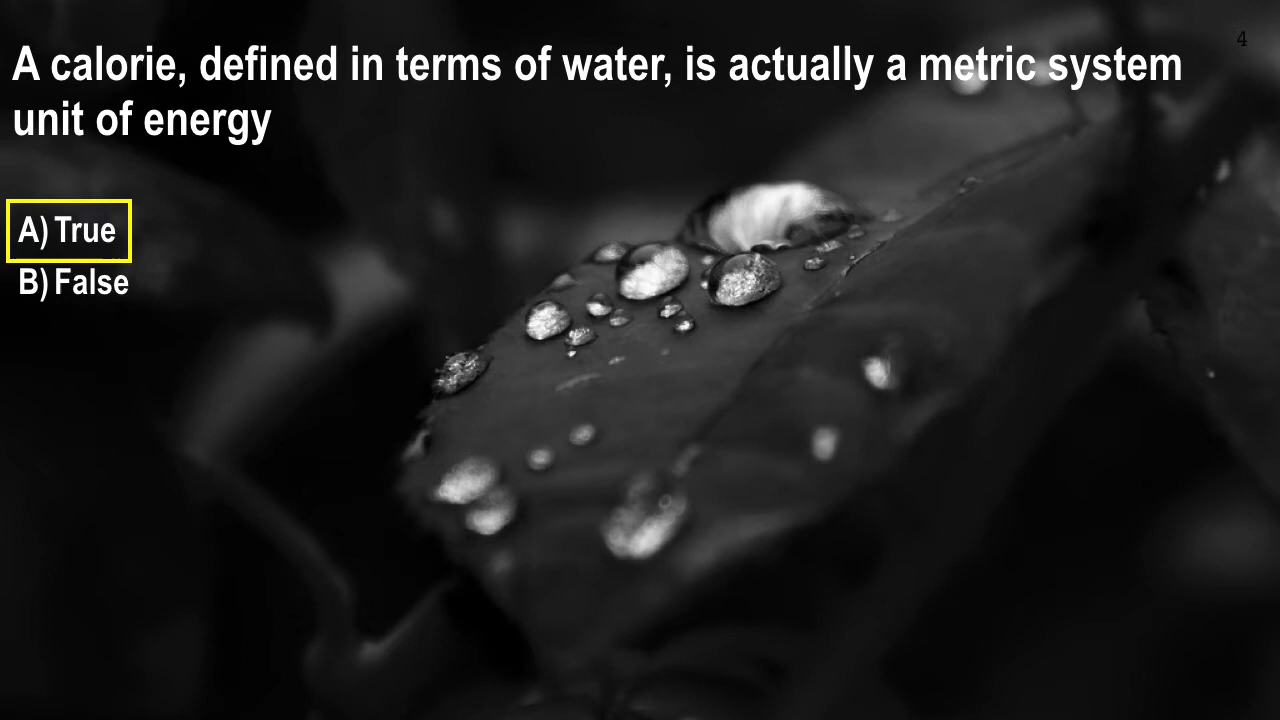 4
A calorie, defined in terms of water, is actually a metric system
unit of energy
A) True
B) False